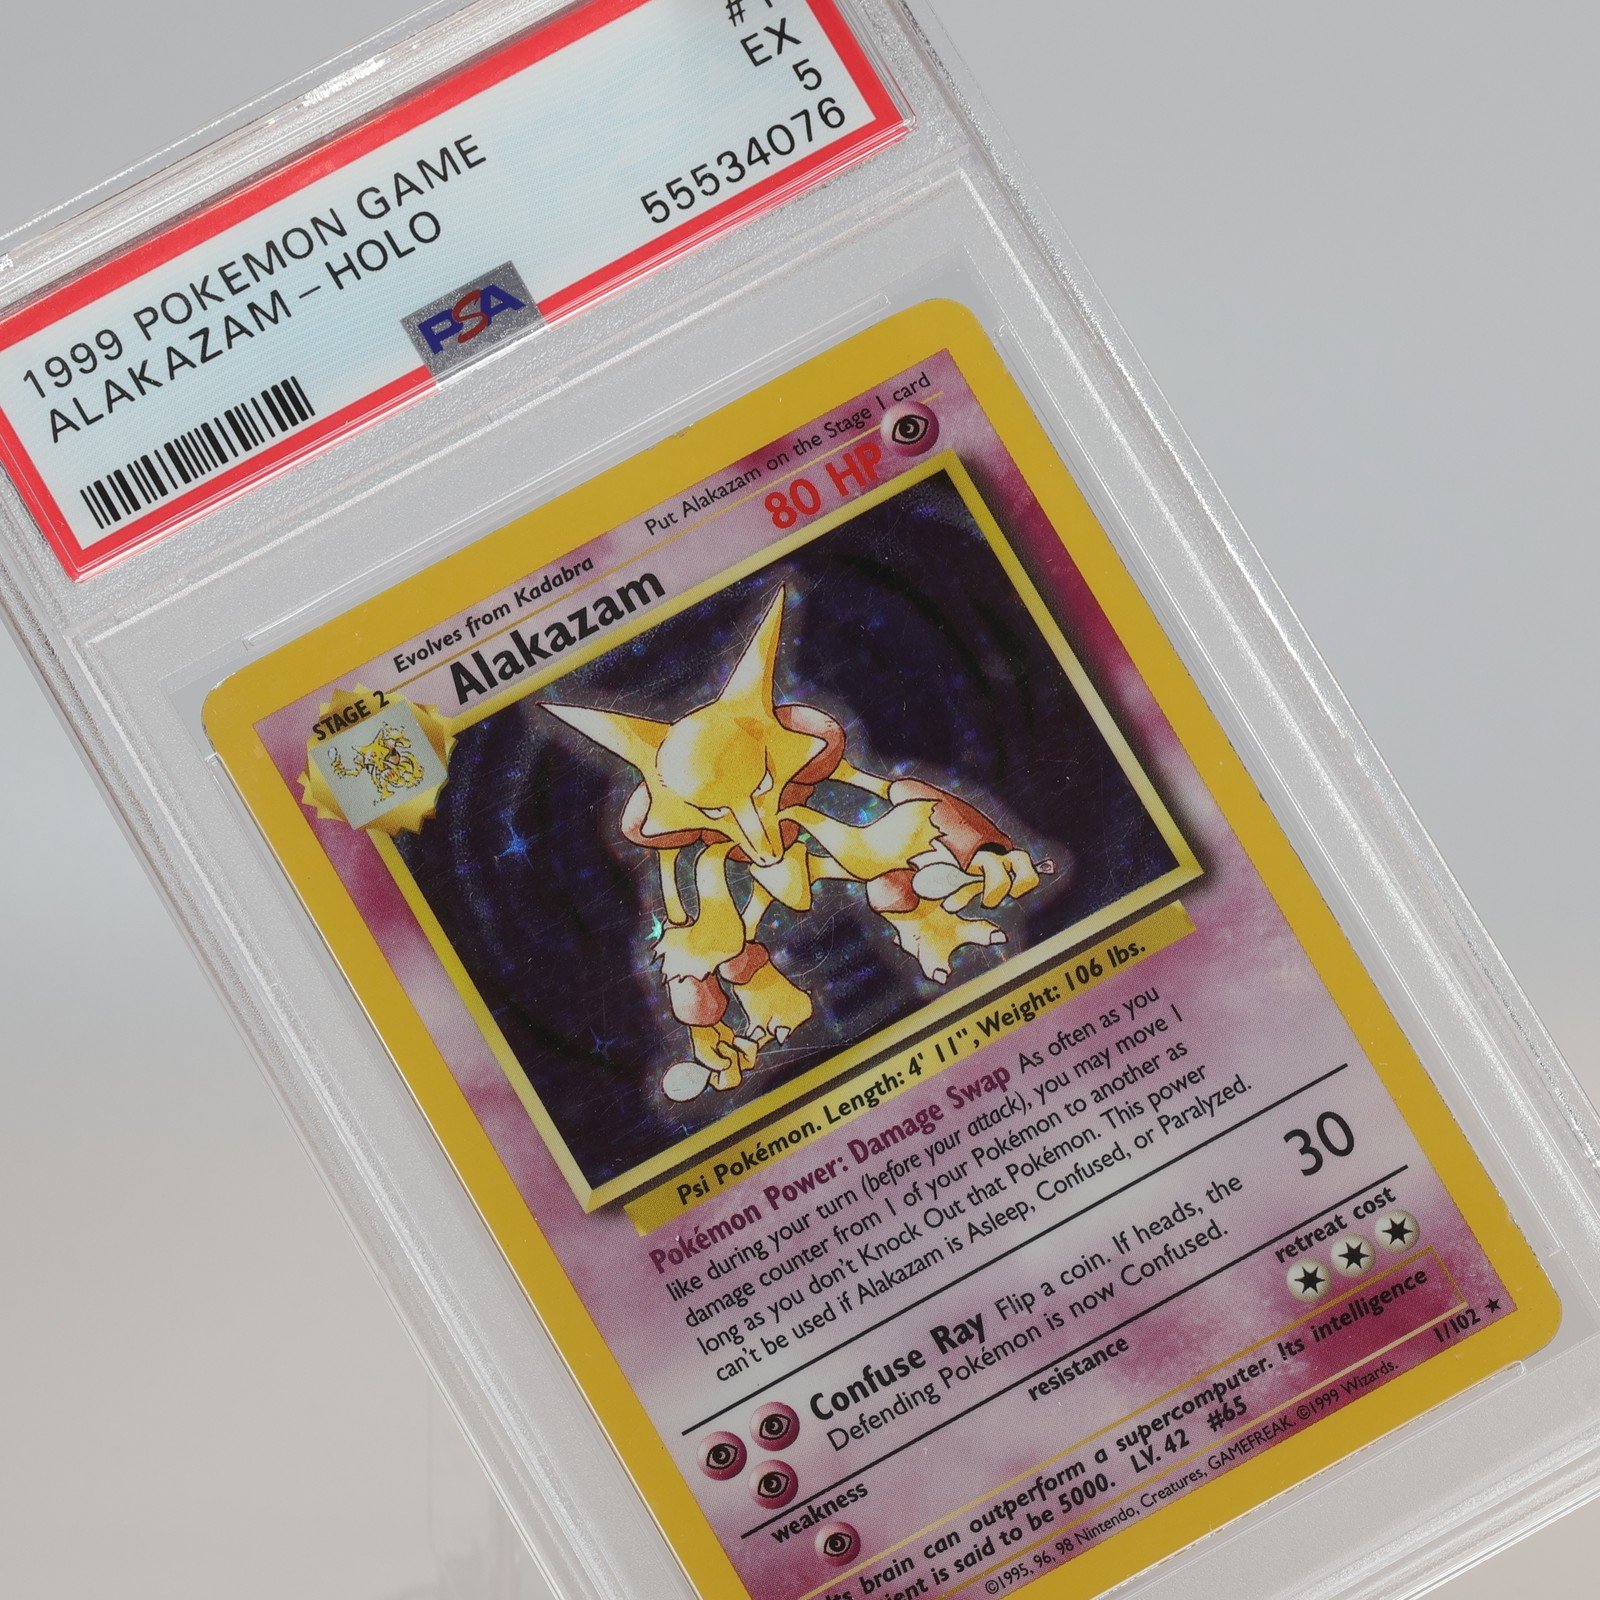 1999 POKEMON GAME
ALAKAZAM – HOLO
EX
5
55534076
PSA
Evolves from Kadabra
Put Alakazam on the Stage 1 card
STAGE 2
Alakazam
80 HP
Psi Pokémon. Length: 4' 11", Weight: 106 lbs.
Pokémon Power: Damage Swap As often as you
like during your turn (before your attack), you may move 1
damage counter from 1 of your Pokémon to another as
long as you don't Knock Out that Pokémon. This power
can't be used if Alakazam is Asleep, Confused, or Paralyzed.
Confuse Ray Flip a coin. If heads, the
Defending Pokémon is now Confused.
30
weakness
resistance
retreat cost
brain can outperform a supercomputer. Its intelligence
is said to be 5000. LV. 42 #65
©1995, 96, 98 Nintendo, Creatures, GAMEFREAK. ©1999 Wizards.
1/102 ★